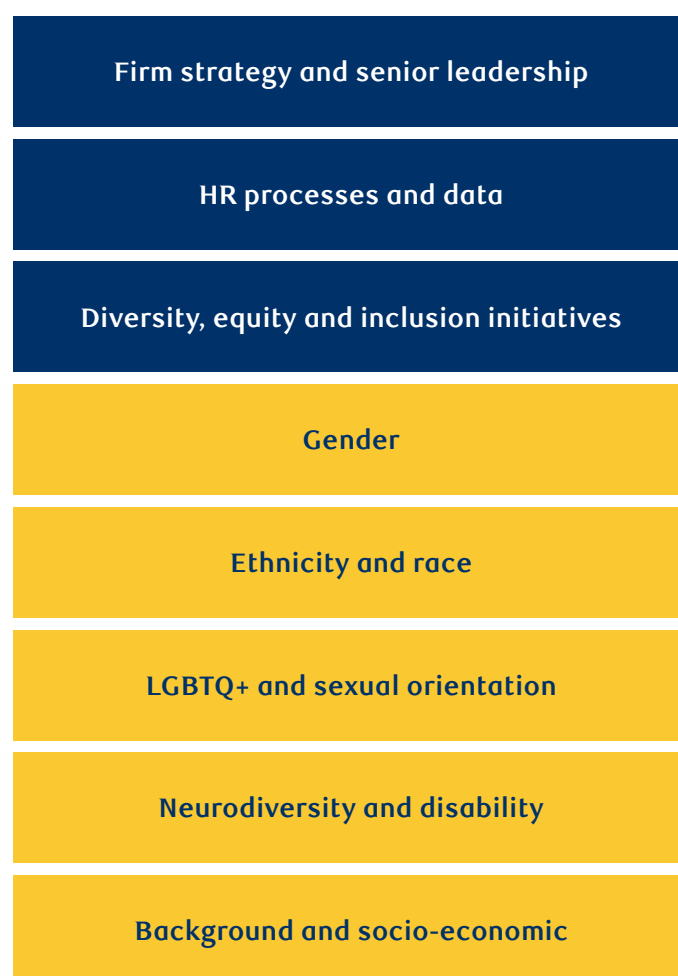 Firm strategy and senior leadership
HR processes and data
Diversity, equity and inclusion initiatives
Gender
Ethnicity and race
LGBTQ+ and sexual orientation
Neurodiversity and disability
Background and socio-economic